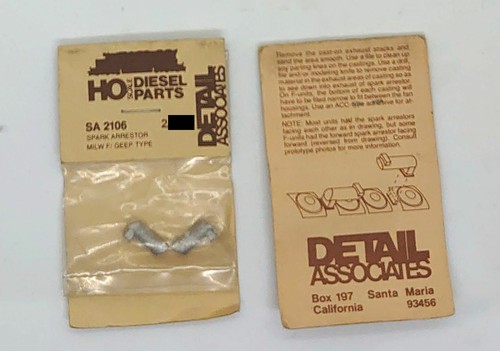 HO SCALE DIESEL
PARTS
DETAIL
ASSOCIATES
SA 2106
2
SPARK ARRESTOR
MILW F/ GEEP TYPE
Remove the cast-on exhaust stacks and
sand the area smooth. Use a file to clean up
any parting lines on the castings. Use a drill,
file and/or modeling knife to remove casting
material in the exhaust areas of casting so as
to see down into exhaust of spark arrestor.
On F-units, the bottom of each casting will
have to be filed narrow to fit between the fan
housings. Use an ACC-type adhesive for at-
tachment.
NOTE: Most units had the spark arrestors
facing each other as in drawing, but some
F-units had the forward spark arrestor facing
forward (reversed from drawing). Consult
prototype photos for more information.
DETAIL
ASSOCIATES
Box 197 Santa Maria
California 93456